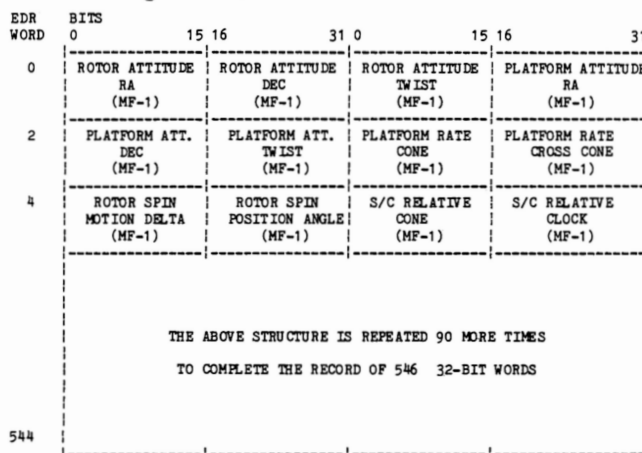 EDR BITS
WORD 0 15 16 31 0 15 16 31
0 ROTOR ATTITUDE ROTOR ATTITUDE ROTOR ATTITUDE PLATFORM ATTITUDE
RA DEC TWIST RA
(MF-1) (MF-1) (MF-1) (MF-1)
2 PLATFORM ATT. PLATFORM ATT. PLATFORM RATE PLATFORM RATE
DEC TWIST CONE CROSS CONE
(MF-1) (MF-1) (MF-1) (MF-1)
4 ROTOR SPIN ROTOR SPIN S/C RELATIVE S/C RELATIVE
MOTION DELTA POSITION ANGLE CONE CLOCK
(MF-1) (MF-1) (MF-1) (MF-1)
THE ABOVE STRUCTURE IS REPEATED 90 MORE TIMES
TO COMPLETE THE RECORD OF 546 32-BIT WORDS
544